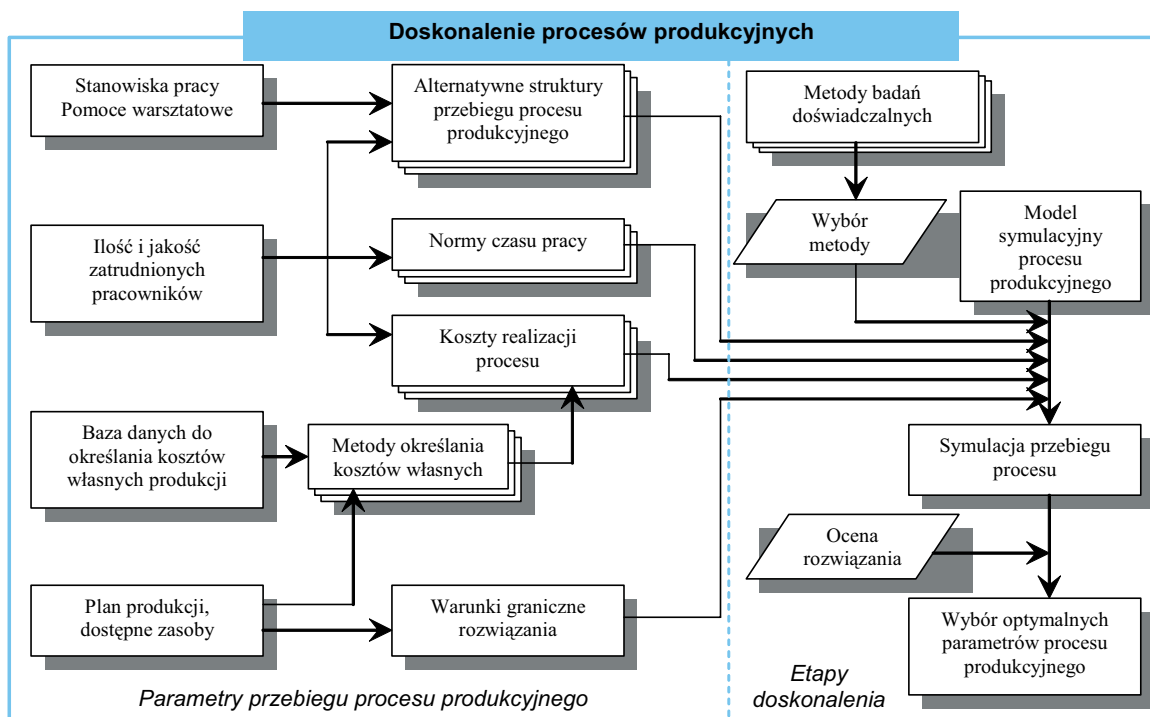 Doskonalenie procesów produkcyjnych
Stanowiska pracy
Pomoce warsztatowe
Alternatywne struktury
przebiegu procesu
produkcyjnego
Metody badań
doświadczalnych
Ilość i jakość
zatrudnionych
pracowników
Normy czasu pracy
Wybór
metody
Model
symulacyjny
procesu
produkcyjnego
Koszty realizacji
procesu
Baza danych do
określania kosztów
własnych produkcji
Metody określania
kosztów własnych
Symulacja przebiegu
procesu
Ocena
rozwiązania
Plan produkcji,
dostępne zasoby
Warunki graniczne
rozwiązania
Wybór optymalnych
parametrów procesu
produkcyjnego
Parametry przebiegu procesu produkcyjnego
Etapy
doskonalenia